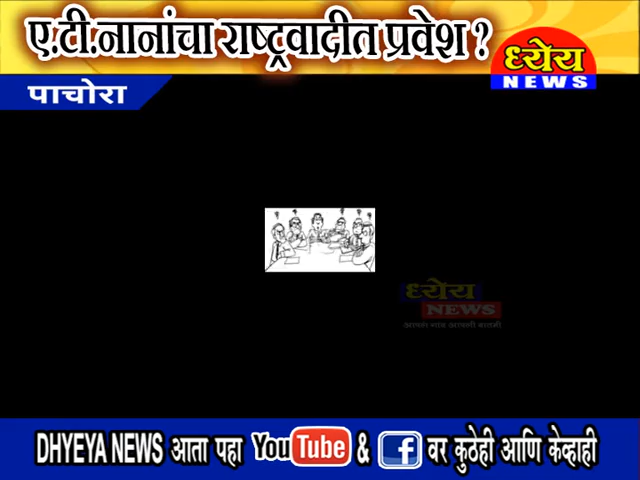 ए.टी.नानांचा राष्ट्रवादीत प्रवेश ?
ध्येय
NEWS
पाचोरा
ध्येय
NEWS
DHYEYA NEWS आता पहा YouTube & f वर कुठेही आणि केव्हाही